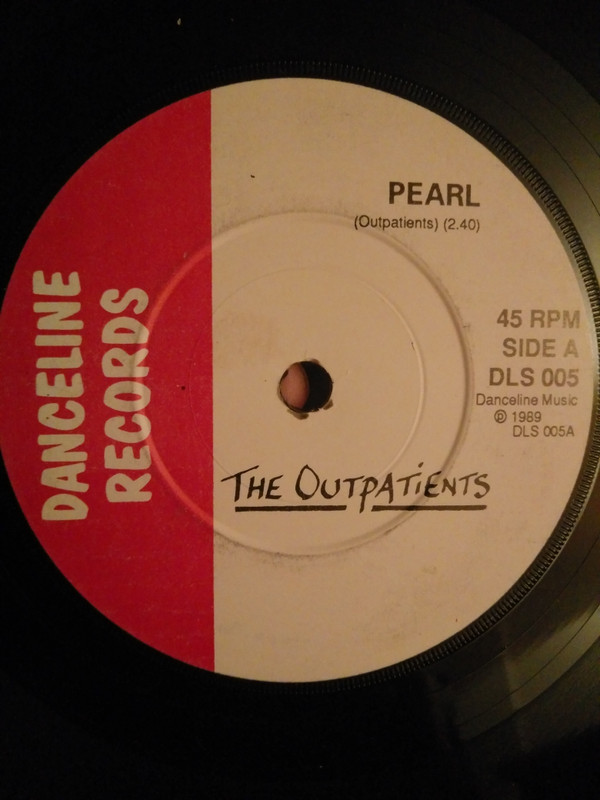 DANCELINE
RECORDS
PEARL
(Outpatients) (2.40)
45 RPM
SIDE A
DLS 005
Danceline Music
℗ 1989
DLS 005A
THE OUTPATIENTS